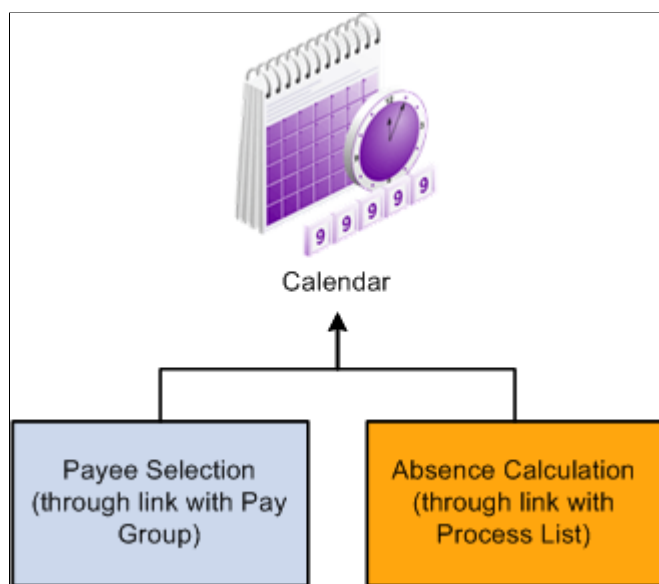 9 9 9 9 9
Calendar
Payee Selection
(through link with Pay
Group)
Absence Calculation
(through link with
Process List)